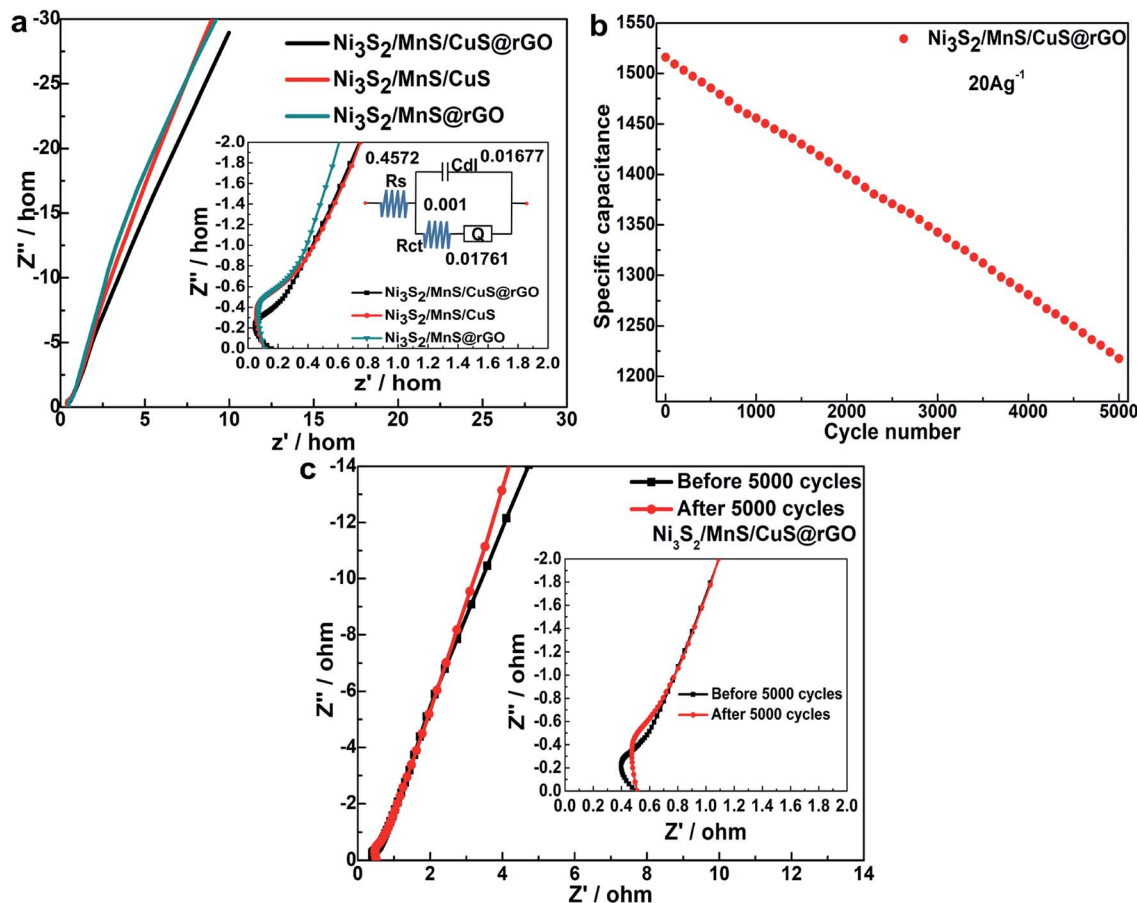 a
-30
-25
-20
-15
-10
-5
0
Z'' / hom
0 5 10 15 20 25 30
z' / hom
Ni3S2/MnS/CuS@rGO
Ni3S2/MnS/CuS
Ni3S2/MnS@rGO
-2.0
-1.8
-1.6
-1.4
-1.2
-1.0
-0.8
-0.6
-0.4
-0.2
0.0
Z'' / hom
0.0 0.2 0.4 0.6 0.8 1.0 1.2 1.4 1.6 1.8 2.0
z' / hom
0.4572 Cdl 0.01677
Rs
0.001
Rct Q
0.01761
Ni3S2/MnS/CuS@rGO
Ni3S2/MnS/CuS
Ni3S2/MnS@rGO
b
1550
1500
1450
1400
1350
1300
1250
1200
Specific capacitance
0 1000 2000 3000 4000 5000
Cycle number
Ni3S2/MnS/CuS@rGO
20Ag-1
c
-14
-12
-10
-8
-6
-4
-2
0
Z'' / ohm
0 2 4 6 8 10 12 14
Z' / ohm
Before 5000 cycles
After 5000 cycles
Ni3S2/MnS/CuS@rGO
-2.0
-1.8
-1.6
-1.4
-1.2
-1.0
-0.8
-0.6
-0.4
-0.2
0.0
Z'' / ohm
0.0 0.2 0.4 0.6 0.8 1.0 1.2 1.4 1.6 1.8 2.0
Z' / ohm
Before 5000 cycles
After 5000 cycles